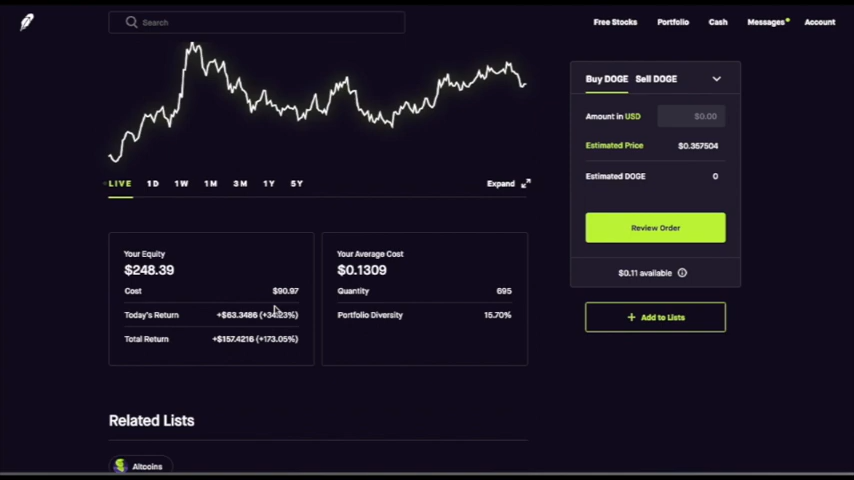 Search
Free Stocks Portfolio Cash Messages Account
Buy DOGE Sell DOGE
Amount in USD $0.00
Estimated Price $0.357504
Estimated DOGE 0
Review Order
$0.11 available
+ Add to Lists
LIVE 1D 1W 1M 3M 1Y 5Y Expand
Your Equity
$248.39
Cost $90.97
Today's Return +$63.3486 (+34.23%)
Total Return +$157.4216 (+173.05%)
Your Average Cost
$0.1309
Quantity 695
Portfolio Diversity 15.70%
Related Lists
Altcoins